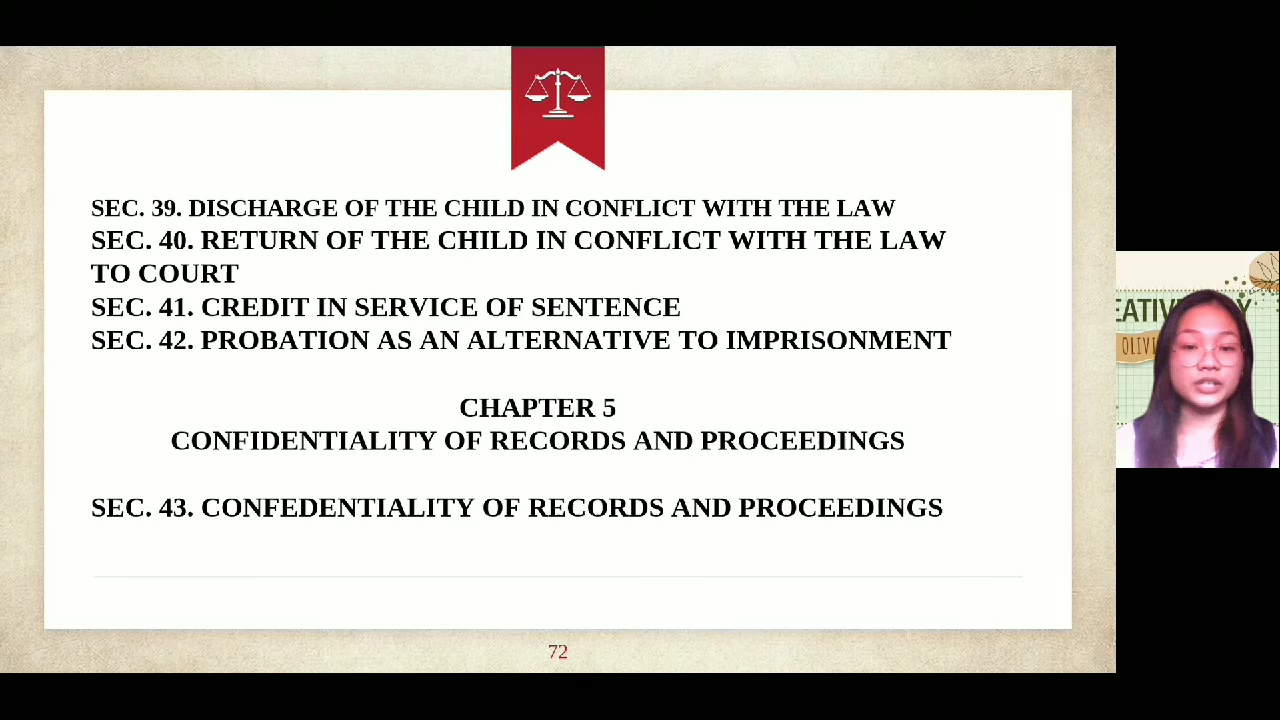 SEC. 39. DISCHARGE OF THE CHILD IN CONFLICT WITH THE LAW
SEC. 40. RETURN OF THE CHILD IN CONFLICT WITH THE LAW
TO COURT
SEC. 41. CREDIT IN SERVICE OF SENTENCE
SEC. 42. PROBATION AS AN ALTERNATIVE TO IMPRISONMENT
CHAPTER 5
CONFIDENTIALITY OF RECORDS AND PROCEEDINGS
SEC. 43. CONFEDENTIALITY OF RECORDS AND PROCEEDINGS
72